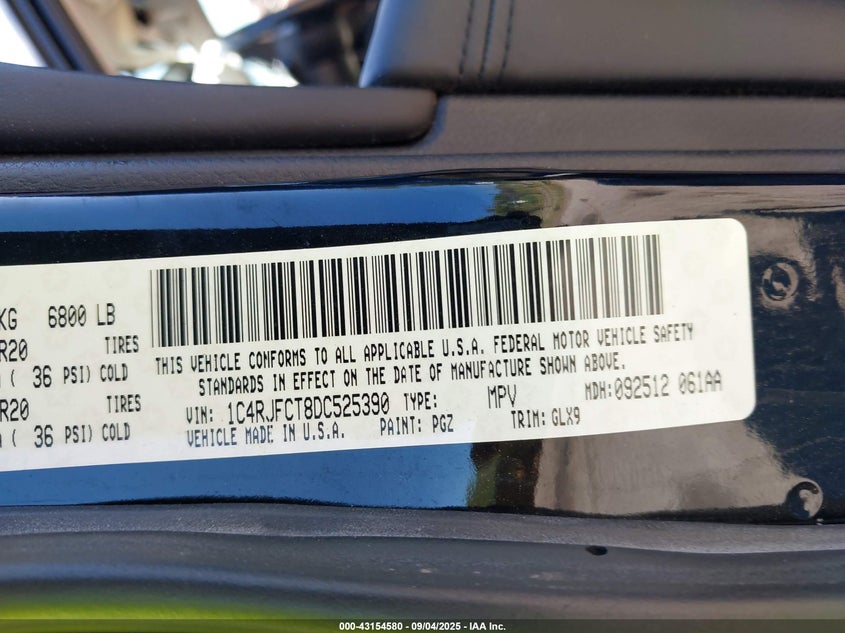 KG 6800 LB
R20 TIRES
( 36 PSI) COLD
R20 TIRES
( 36 PSI) COLD
THIS VEHICLE CONFORMS TO ALL APPLICABLE U.S.A. FEDERAL MOTOR VEHICLE SAFETY
STANDARDS IN EFFECT ON THE DATE OF MANUFACTURE SHOWN ABOVE.
VIN: 1C4RJFCT8DC525390 TYPE: MPV MDH:092512 061AA
VEHICLE MADE IN U.S.A. PAINT: PGZ TRIM: GLX9
000-43154580 - 09/04/2025 - IAA Inc.